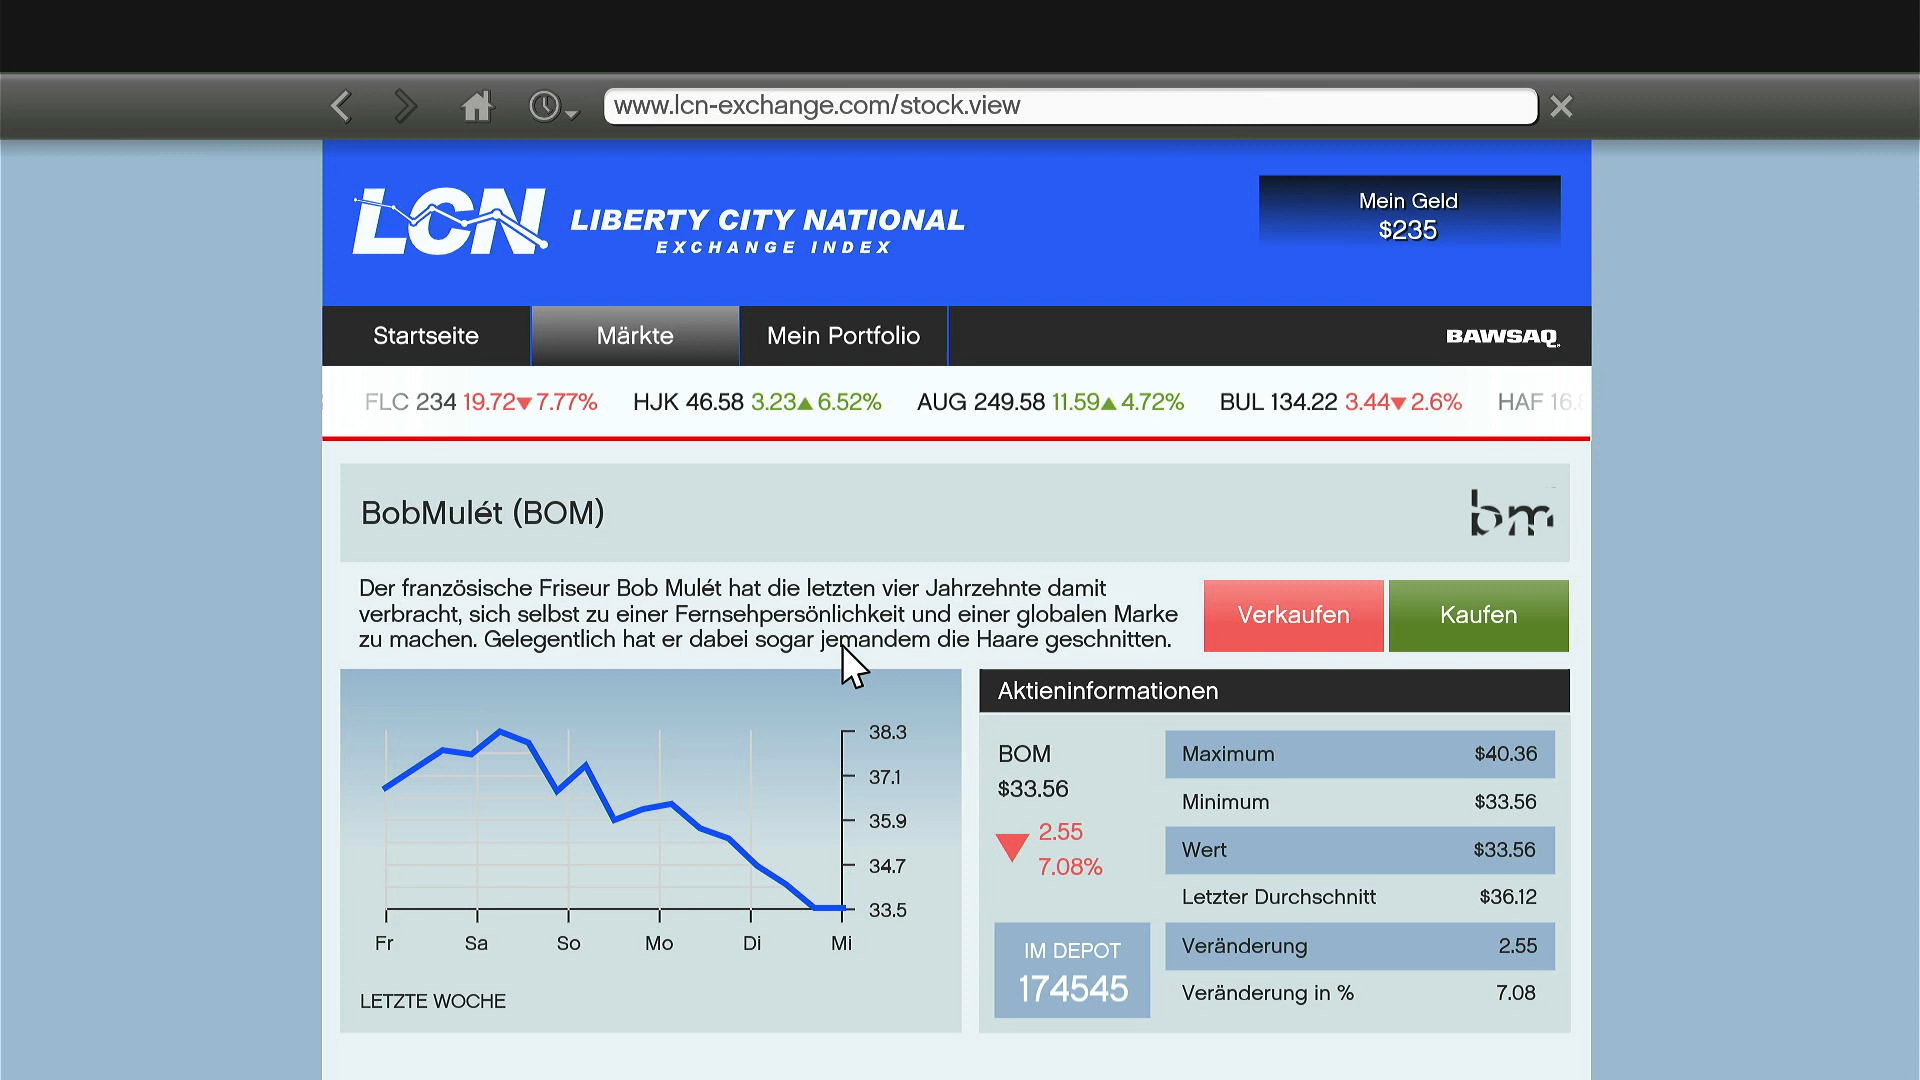 www.lcn-exchange.com/stock.view
LCN
LIBERTY CITY NATIONAL
EXCHANGE INDEX
Mein Geld
$235
Startseite
Märkte
Mein Portfolio
BAWSAQ
FLC 234 19.72▼7.77% HJK 46.58 3.23▲6.52% AUG 249.58 11.59▲4.72% BUL 134.22 3.44▼2.6% HAF
BobMulét (BOM)
bm
Der französische Friseur Bob Mulét hat die letzten vier Jahrzehnte damit
verbracht, sich selbst zu einer Fernsehpersönlichkeit und einer globalen Marke
zu machen. Gelegentlich hat er dabei sogar jemandem die Haare geschnitten.
Verkaufen
Kaufen
38.3
37.1
35.9
34.7
33.5
Fr Sa So Mo Di Mi
LETZTE WOCHE
Aktieninformationen
BOM
$33.56
▼ 2.55
7.08%
IM DEPOT
174545
Maximum $40.36
Minimum $33.56
Wert $33.56
Letzter Durchschnitt $36.12
Veränderung 2.55
Veränderung in % 7.08